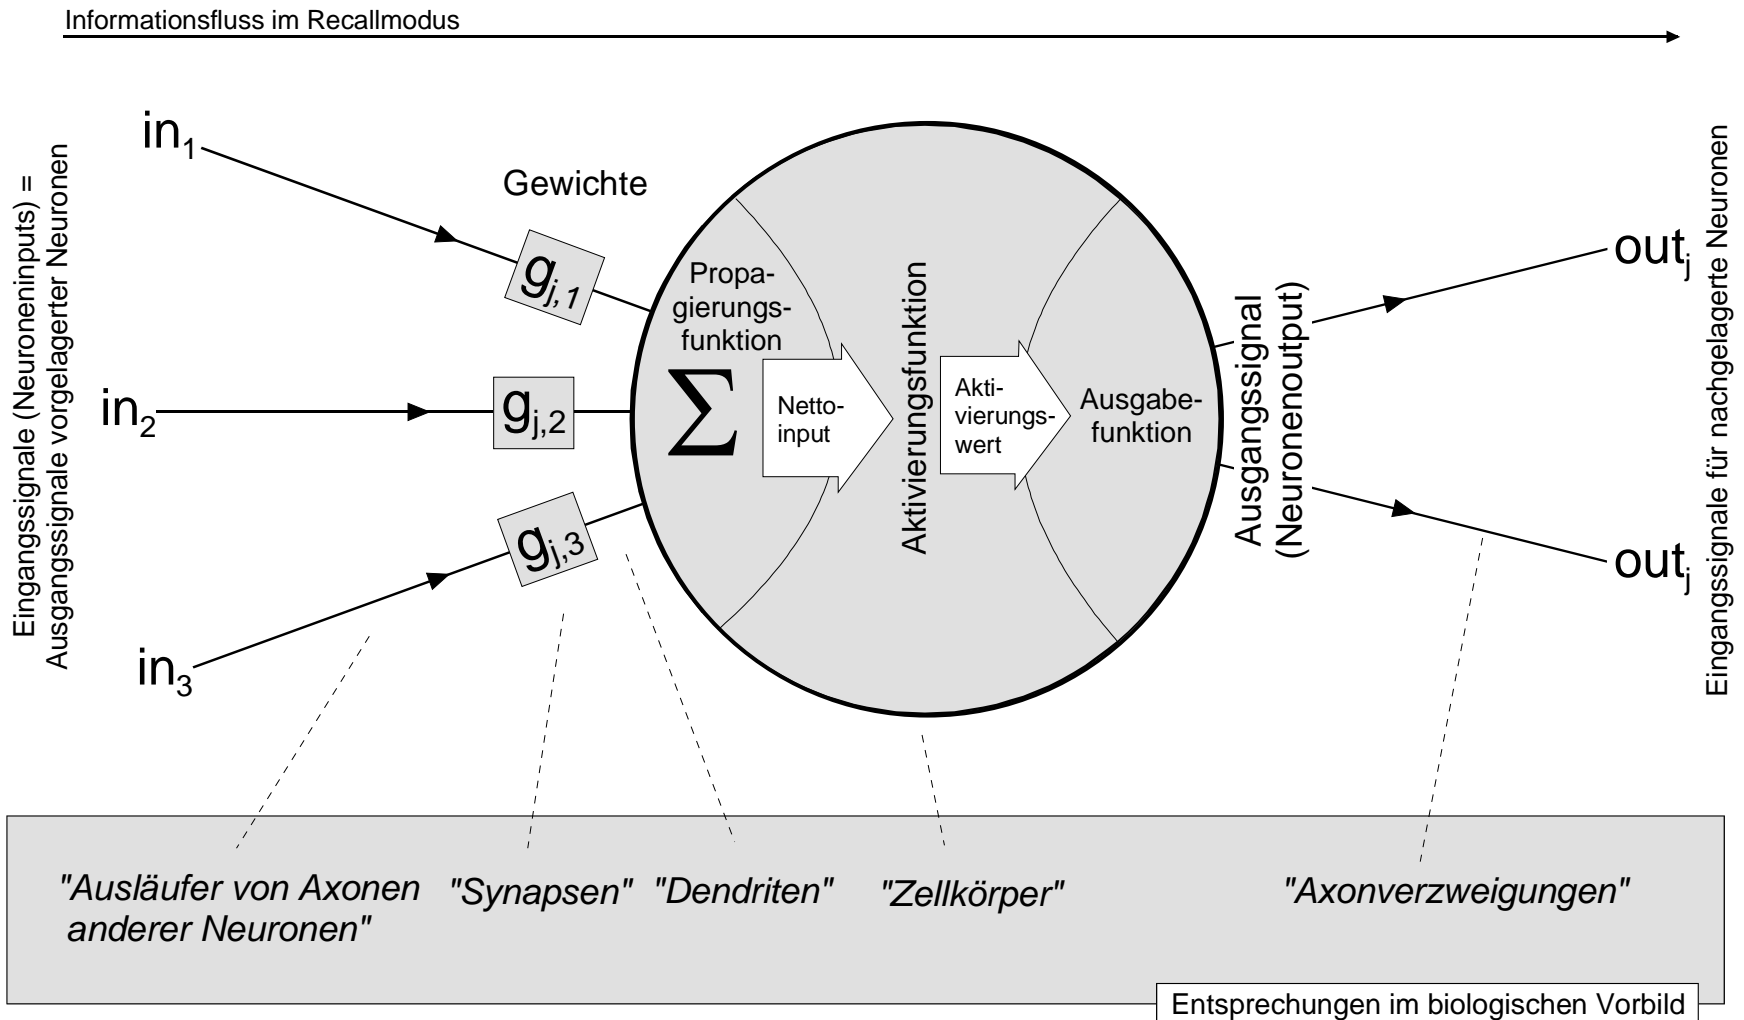 Informationsfluss im Recallmodus
Eingangssignale (Neuroneninputs) =
Ausgangssignale vorgelagerter Neuronen
in1
in2
in3
Gewichte
gj,1
gj,2
gj,3
Propa-
gierungs-
funktion
Σ
Netto-
input
Aktivierungsfunktion
Akti-
vierungs-
wert
Ausgabe-
funktion
Ausgangssignal
(Neuronenoutput)
outj
outj
Eingangssignale für nachgelagerte Neuronen
"Ausläufer von Axonen
anderer Neuronen"
"Synapsen"
"Dendriten"
"Zellkörper"
"Axonverzweigungen"
Entsprechungen im biologischen Vorbild